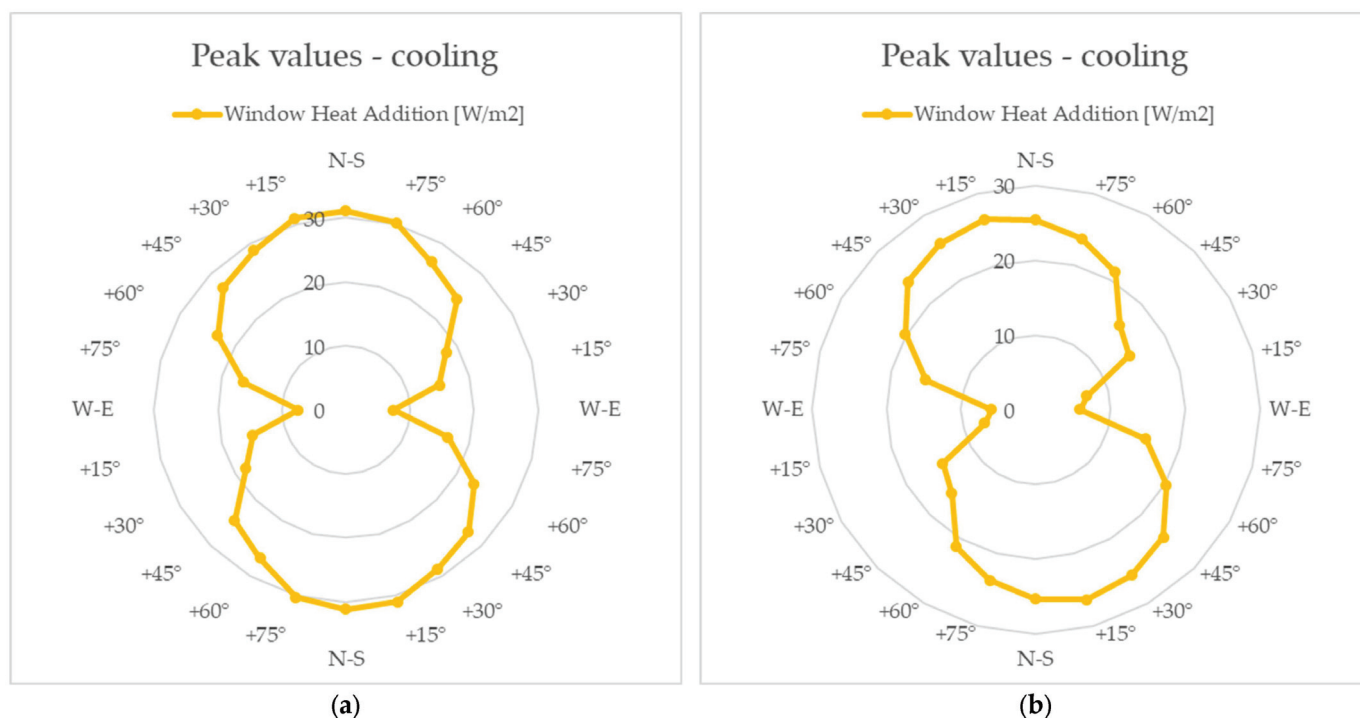 Peak values - cooling
Window Heat Addition [W/m2]
N-S
+15° +75°
+30° +60°
30
+45° +45°
20
+60° +30°
10
+75° +15°
W-E 0 W-E
+15° +75°
+30° +60°
+45° +45°
+60° +30°
+75° +15°
N-S
(a)
Peak values - cooling
Window Heat Addition [W/m2]
N-S
30
+15° +75°
+30° +60°
+45° +45°
20
+60° +30°
10
+75° +15°
W-E 0 W-E
+15° +75°
+30° +60°
+45° +45°
+60° +30°
+75° +15°
N-S
(b)